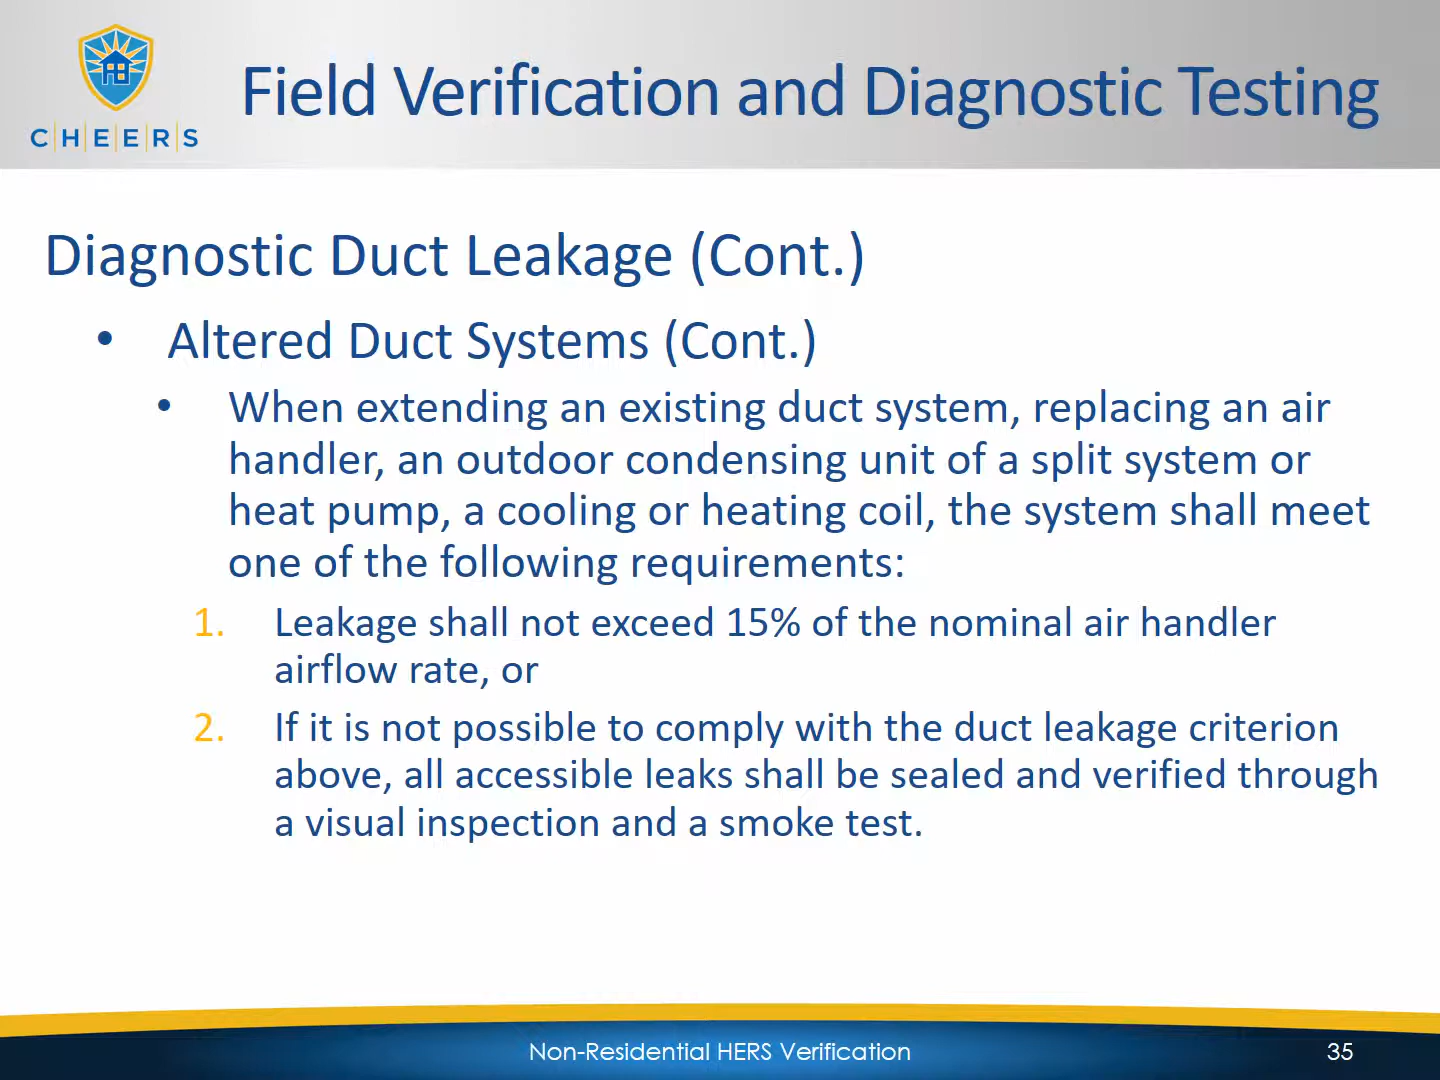 C|H|E|E|R|S
Field Verification and Diagnostic Testing
Diagnostic Duct Leakage (Cont.)
• Altered Duct Systems (Cont.)
• When extending an existing duct system, replacing an air
handler, an outdoor condensing unit of a split system or
heat pump, a cooling or heating coil, the system shall meet
one of the following requirements:
1. Leakage shall not exceed 15% of the nominal air handler
airflow rate, or
2. If it is not possible to comply with the duct leakage criterion
above, all accessible leaks shall be sealed and verified through
a visual inspection and a smoke test.
Non-Residential HERS Verification
35